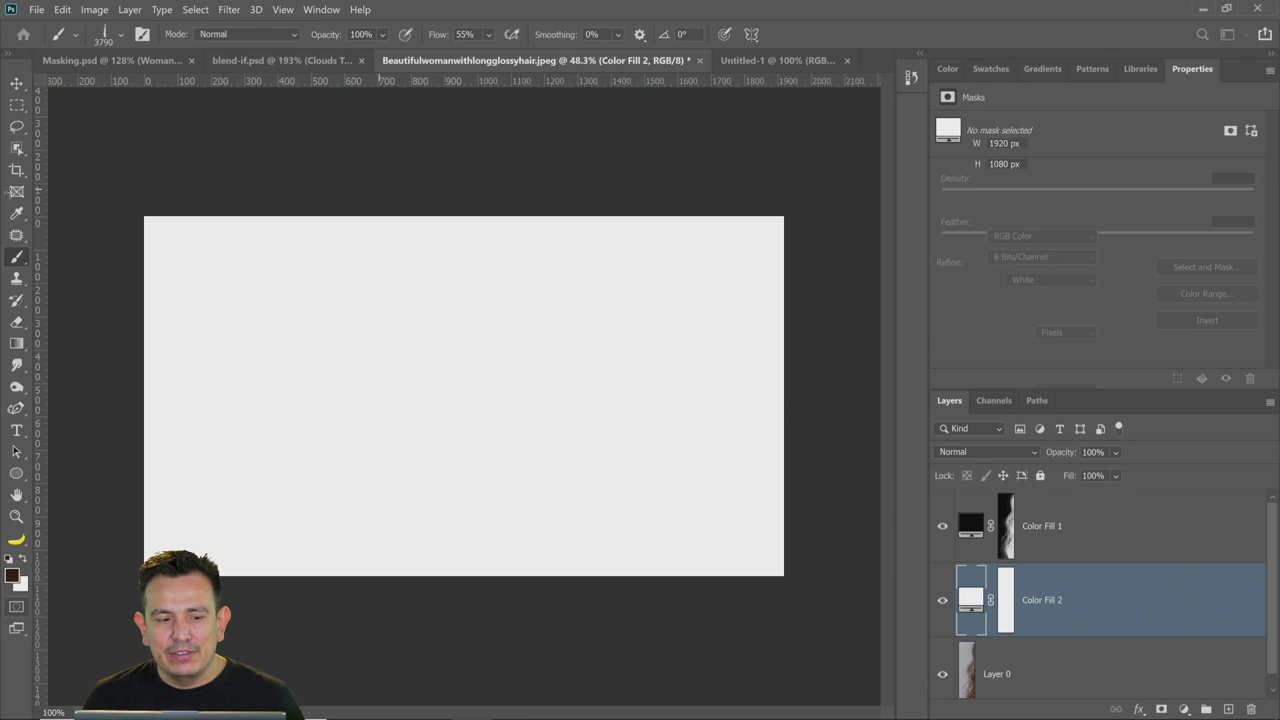 Ps File Edit Image Layer Type Select Filter 3D View Window Help
3790 Mode: Normal Opacity: 100% Flow: 55% Smoothing: 0% 0°
Masking.psd @ 128% (Woman... × blend-if.psd @ 193% (Clouds T... × Beautifulwomanwithlongglossyhair.jpeg @ 48.3% (Color Fill 2, RGB/8) * × Untitled-1 @ 100% (RGB... ×
Color Swatches Gradients Patterns Libraries Properties
300 200 100 0 100 200 300 400 500 600 700 800 900 1000 1100 1200 1300 1400 1500 1600 1700 1800 1900 2000 2100
Masks
No mask selected
W 1920 px
H 1080 px
Density:
Feather:
RGB Color
8 Bits/Channel
Refine:
Select and Mask...
White
Color Range...
Invert
Pixels
Layers Channels Paths
Kind
Normal Opacity: 100%
Lock: Fill: 100%
Color Fill 1
Color Fill 2
Layer 0
100%